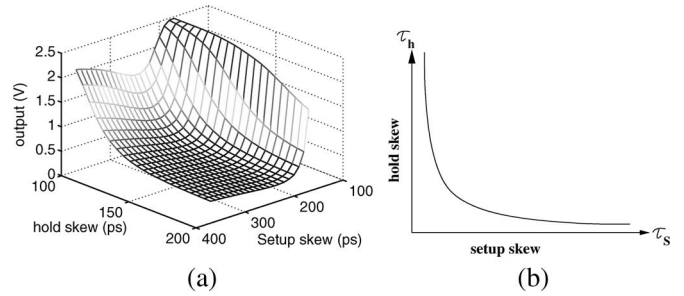 2.5
2
1.5
1
0.5
0
output (V)
100
150
200
hold skew (ps)
400
300
200
100
Setup skew (ps)
(a)
τh
hold skew
setup skew
τS
(b)